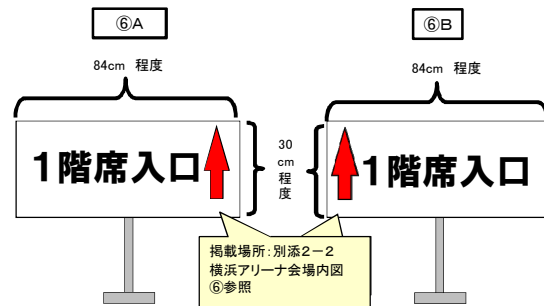 ⑥A
⑥B
84cm 程度
84cm 程度
1階席入口
30
cm
程
度
1階席入口
掲載場所:別添2-2
横浜アリーナ会場内図
⑥参照